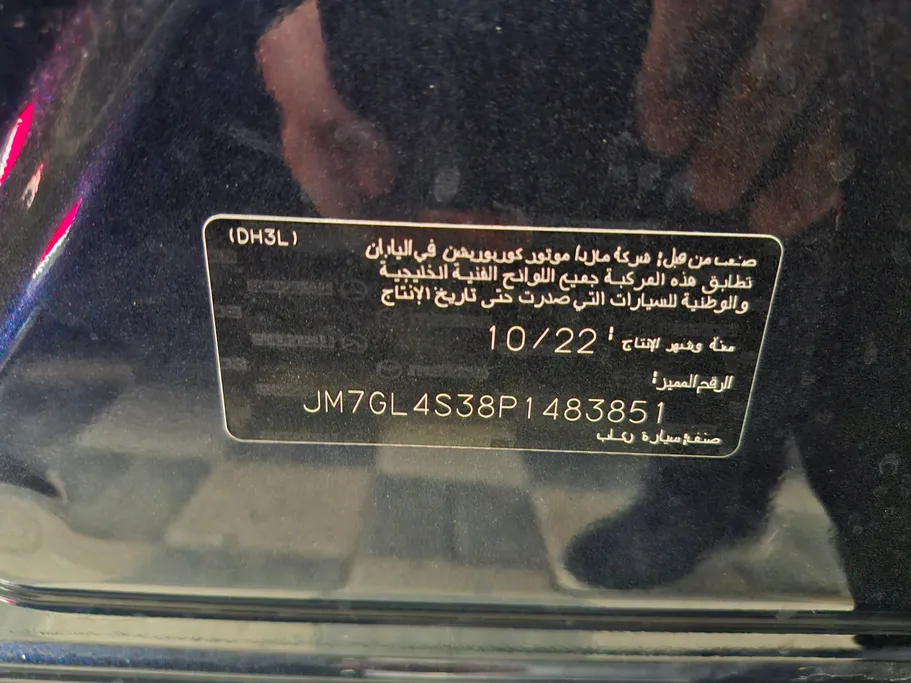 (DH3L)
صنعت من قبل: شركة مازدا موتور كوربوريشن في اليابان
تطابق هذه المركبة جميع اللوائح الفنية الخليجية
والوطنية للسيارات التي صدرت حتى تاريخ الإنتاج
سنة وشهر الإنتاج: 10/22
الرقم المميز:
JM7GL4S38P1483851
صنف: سيارة ركاب